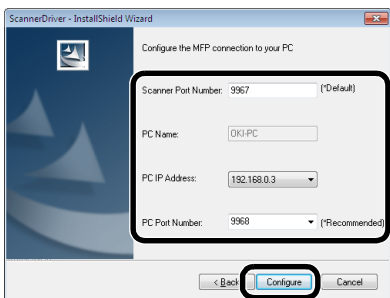 ScannerDriver - InstallShield Wizard
Configure the MFP connection to your PC
Scanner Port Number: 9967 (*Default)
PC Name: OKI-PC
PC IP Address: 192.168.0.3
PC Port Number: 9968 (*Recommended)
< Back Configure Cancel